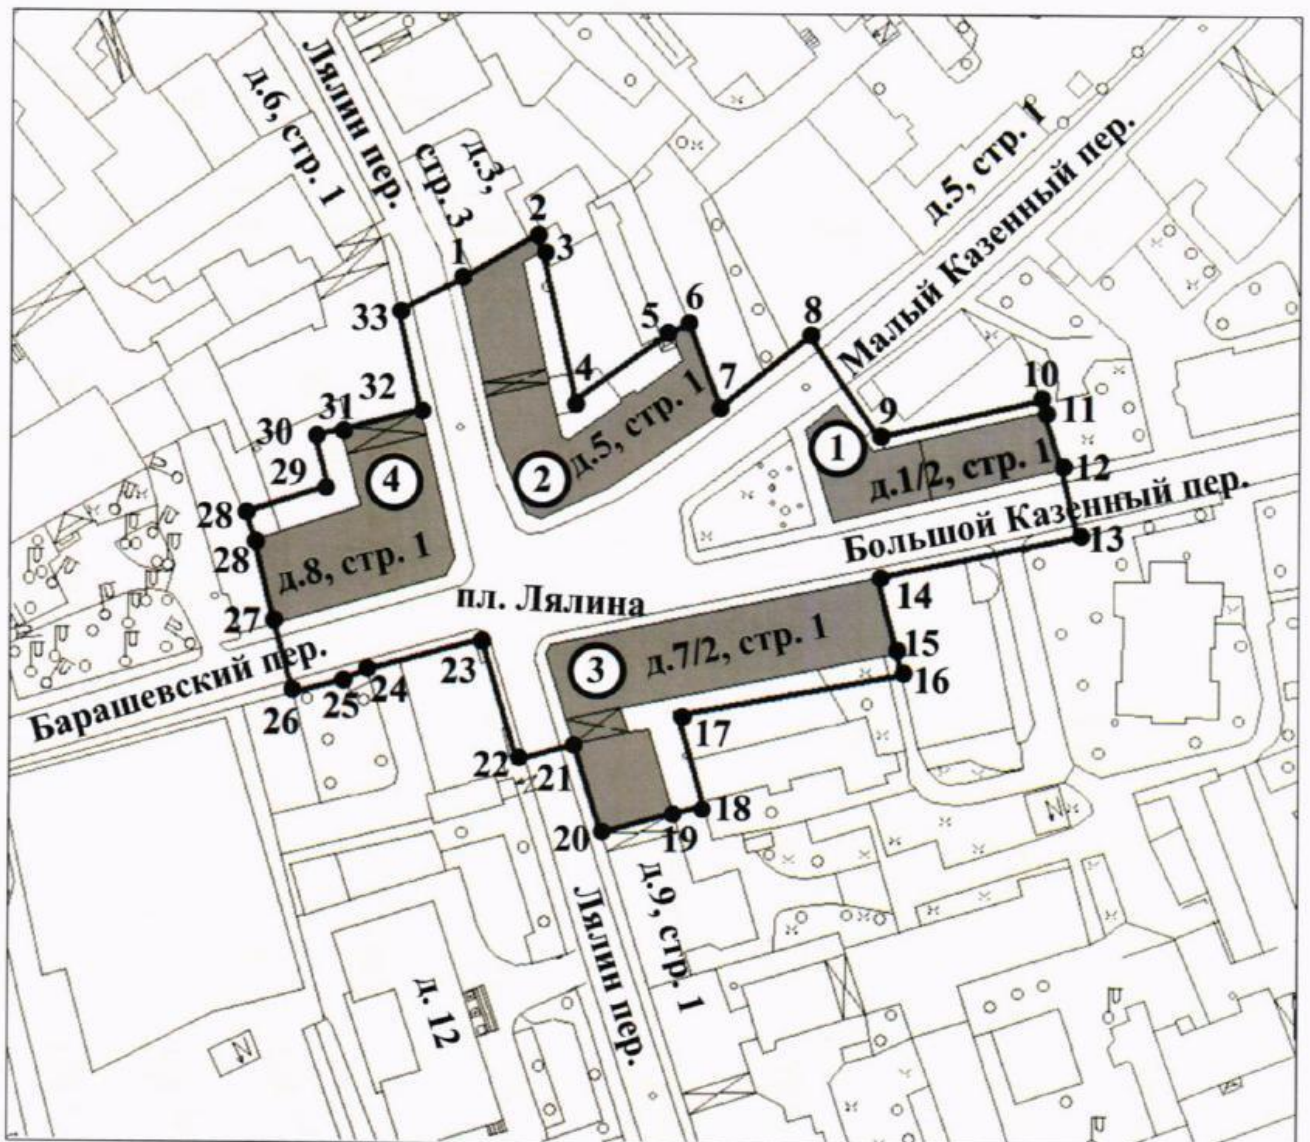 Лялин пер.
д.6, стр. 1
д.3,
стр. 3
д.5, стр. 1
Малый Казенный пер.
2
3
1
33
6
5
8
4
7
10
11
32
31
30
9
12
1
д.1/2, стр. 1
29
4
2
д.5, стр. 1
28
28
Большой Казенный пер.
13
д.8, стр. 1
14
пл. Лялина
27
23
3
д.7/2, стр. 1
15
16
Барашевский пер.
24
25
26
17
22
21
18
19
20
д.9, стр. 1
Лялин пер.
д. 12